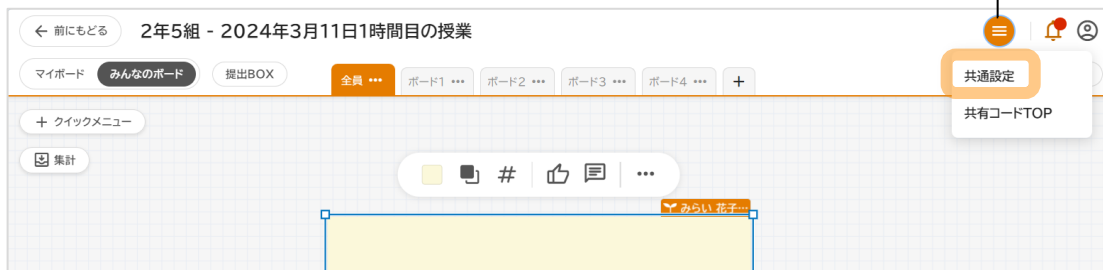 前にもどる 2年5組 - 2024年3月11日1時間目の授業
マイボード みんなのボード 提出BOX 全員 ••• ボード1 ••• ボード2 ••• ボード3 ••• ボード4 ••• +
共通設定
共有コードTOP
+ クイックメニュー
集計
# •••
みらい 花子…